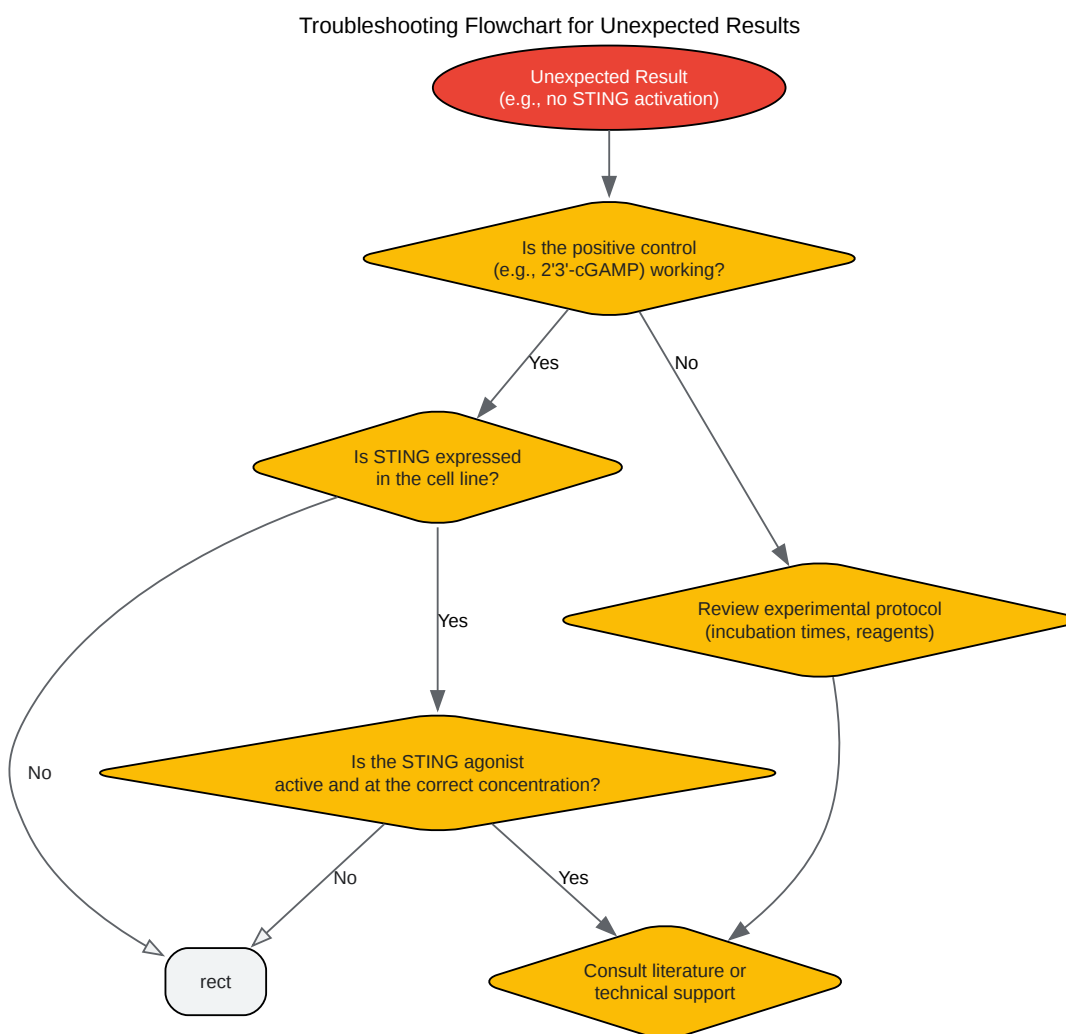 Troubleshooting Flowchart for Unexpected Results
Unexpected Result
(e.g., no STING activation)
Is the positive control
(e.g., 2'3'-cGAMP) working?
Yes
No
Is STING expressed
in the cell line?
Review experimental protocol
(incubation times, reagents)
Yes
No
Is the STING agonist
active and at the correct concentration?
No
Yes
rect
Consult literature or
technical support